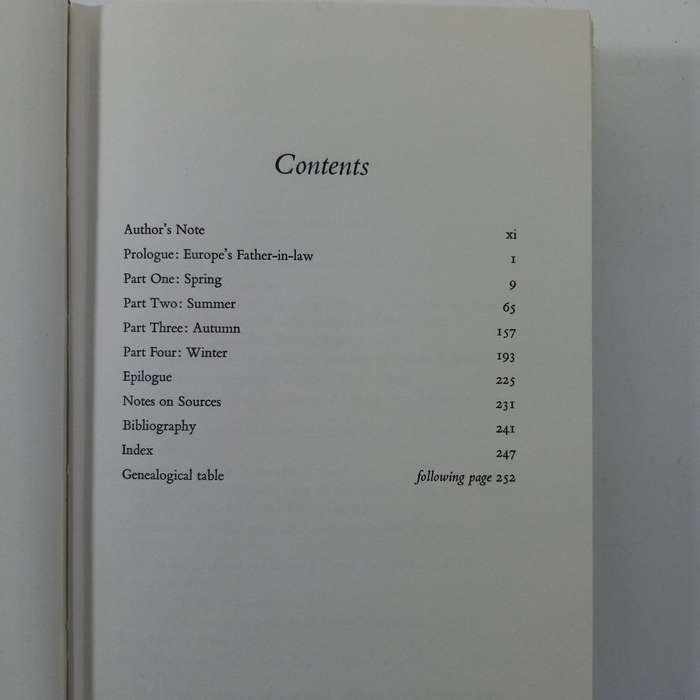 Contents
Author's Note xi
Prologue: Europe's Father-in-law 1
Part One: Spring 9
Part Two: Summer 65
Part Three: Autumn 157
Part Four: Winter 193
Epilogue 225
Notes on Sources 231
Bibliography 241
Index 247
Genealogical table following page 252